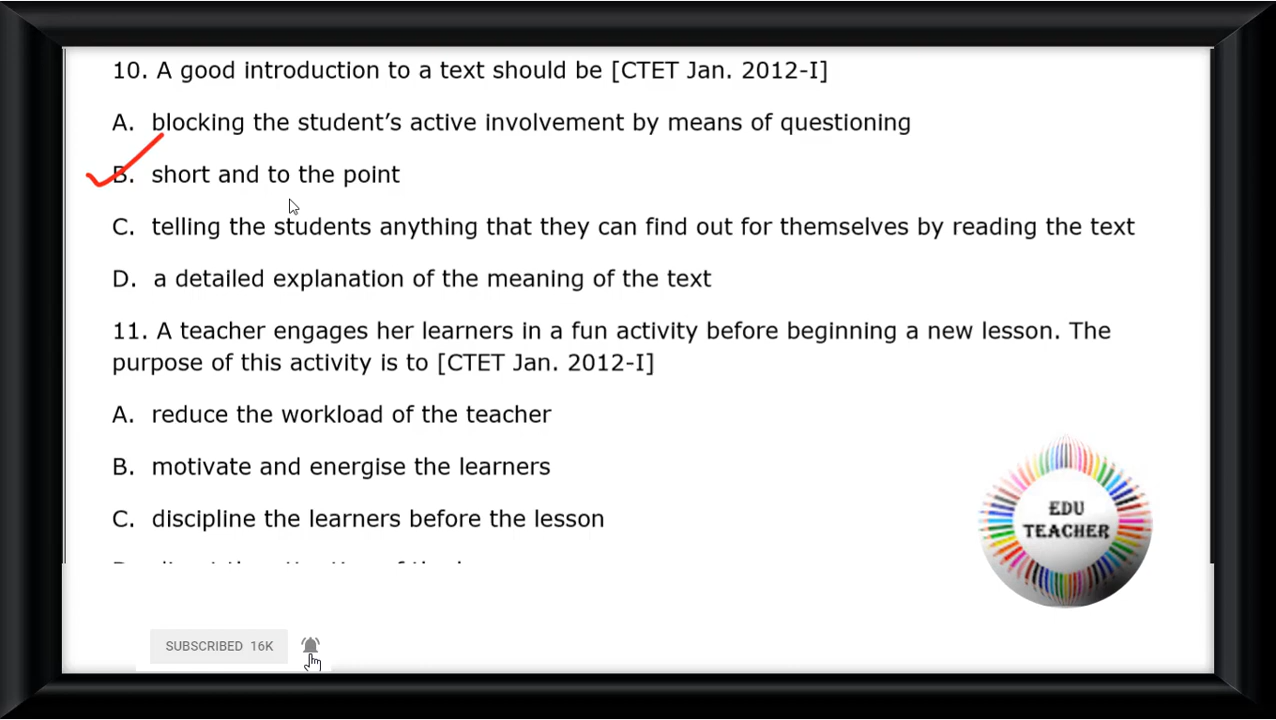 10. A good introduction to a text should be [CTET Jan. 2012-I]
A. blocking the student’s active involvement by means of questioning
B. short and to the point
C. telling the students anything that they can find out for themselves by reading the text
D. a detailed explanation of the meaning of the text
11. A teacher engages her learners in a fun activity before beginning a new lesson. The
purpose of this activity is to [CTET Jan. 2012-I]
A. reduce the workload of the teacher
B. motivate and energise the learners
C. discipline the learners before the lesson
EDU
TEACHER
SUBSCRIBED 16K